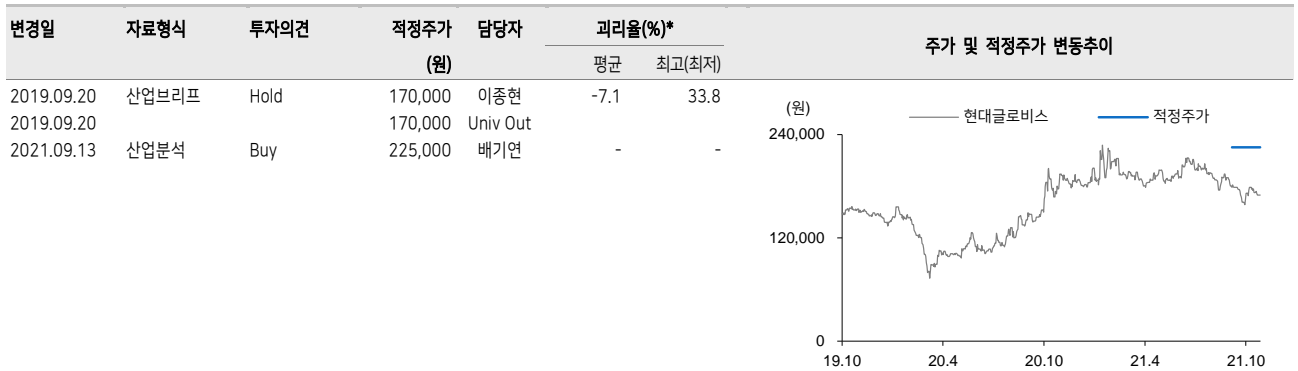 변경일 자료형식 투자의견 적정주가 담당자 괴리율(%)* 주가 및 적정주가 변동추이
(원) 평균 최고(최저)
2019.09.20 산업브리프 Hold 170,000 이종현 -7.1 33.8
2019.09.20 170,000 Univ Out
2021.09.13 산업분석 Buy 225,000 배기연 - -
(원) 현대글로비스 적정주가
240,000
120,000
0
19.10 20.4 20.10 21.4 21.10